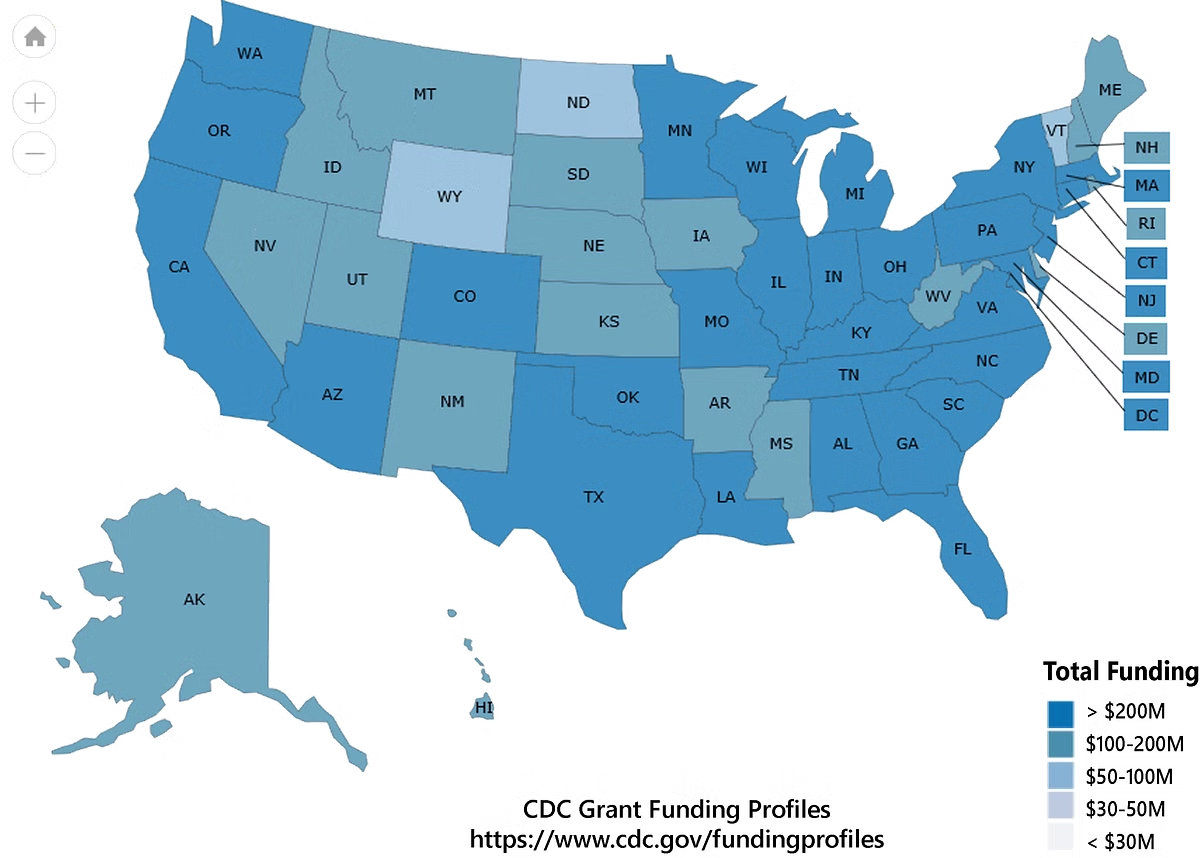 WA
MT
ND
MN
ME
OR
VT
NH
ID
SD
WI
NY
MI
MA
WY
RI
IA
PA
NV
NE
CT
CA
UT
IL
IN
OH
CO
WV
NJ
VA
KS
MO
KY
DE
NC
TN
MD
AZ
NM
OK
AR
SC
DC
MS
AL
GA
TX
LA
FL
AK
HI
Total Funding
> $200M
$100-200M
$50-100M
$30-50M
< $30M
CDC Grant Funding Profiles
https://www.cdc.gov/fundingprofiles